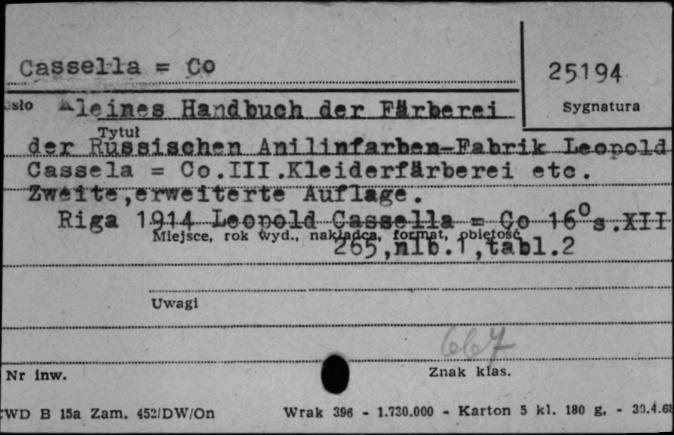 Cassella = Co
25194
Sygnatura
sło Kleines Handbuch der Färberei
Tytuł
der Russischen Anilinfarben-Fabrik Leopold
Cassela = Co.III.Kleiderfärberei etc.
Zweite,erweiterte Auflage.
Riga 1914 Leopold Cassella = Co 16⁰s.XII
Miejsce, rok wyd., nakładca, format, objętość
265,nlb.1,tabl.2
Uwagi
667
Nr inw.
Znak klas.
CWD B 15a Zam. 452/DW/On Wrak 396 - 1.730.000 - Karton 5 kl. 180 g. - 30.4.68